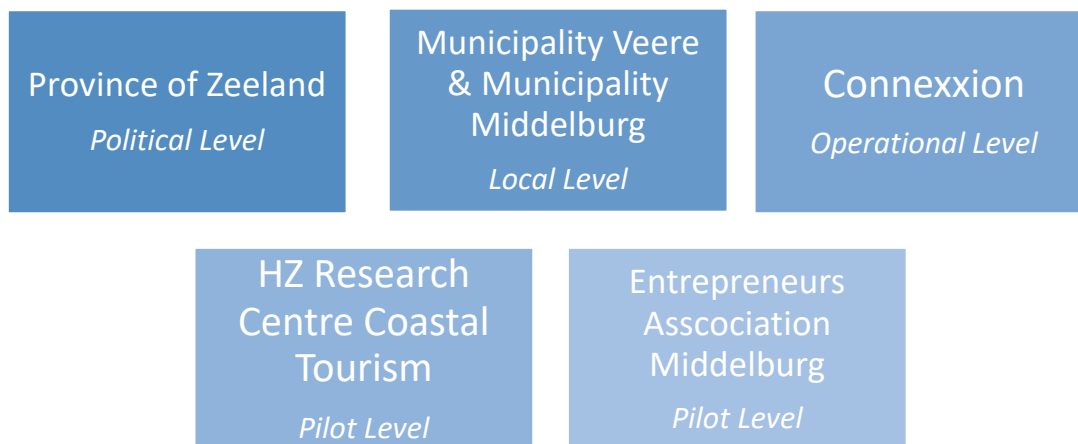 Province of Zeeland
Political Level
Municipality Veere
& Municipality
Middelburg
Local Level
Connexxion
Operational Level
HZ Research
Centre Coastal
Tourism
Pilot Level
Entrepreneurs
Asscociation
Middelburg
Pilot Level